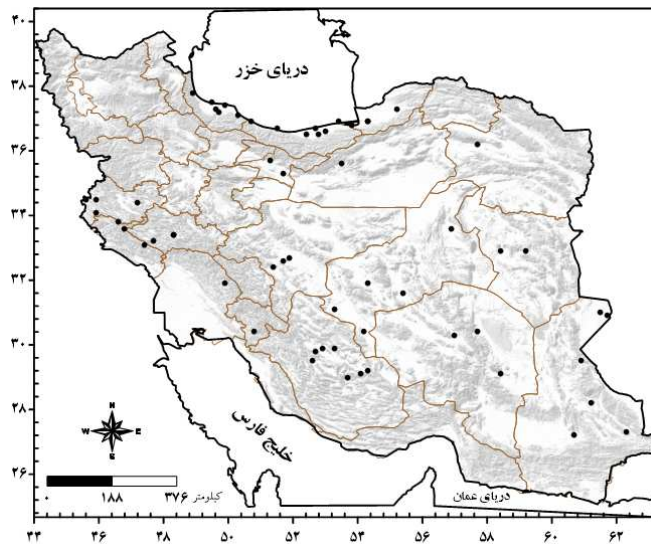 ۴۰
۳۸
۳۶
۳۴
۳۲
۳۰
۲۸
۲۶
دریای خزر
خلیج فارس
دریای عمان
N
W E
S
۰ ۱۸۸ ۳۷۶ کیلومتر
۴۴ ۴۶ ۴۸ ۵۰ ۵۲ ۵۴ ۵۶ ۵۸ ۶۰ ۶۲